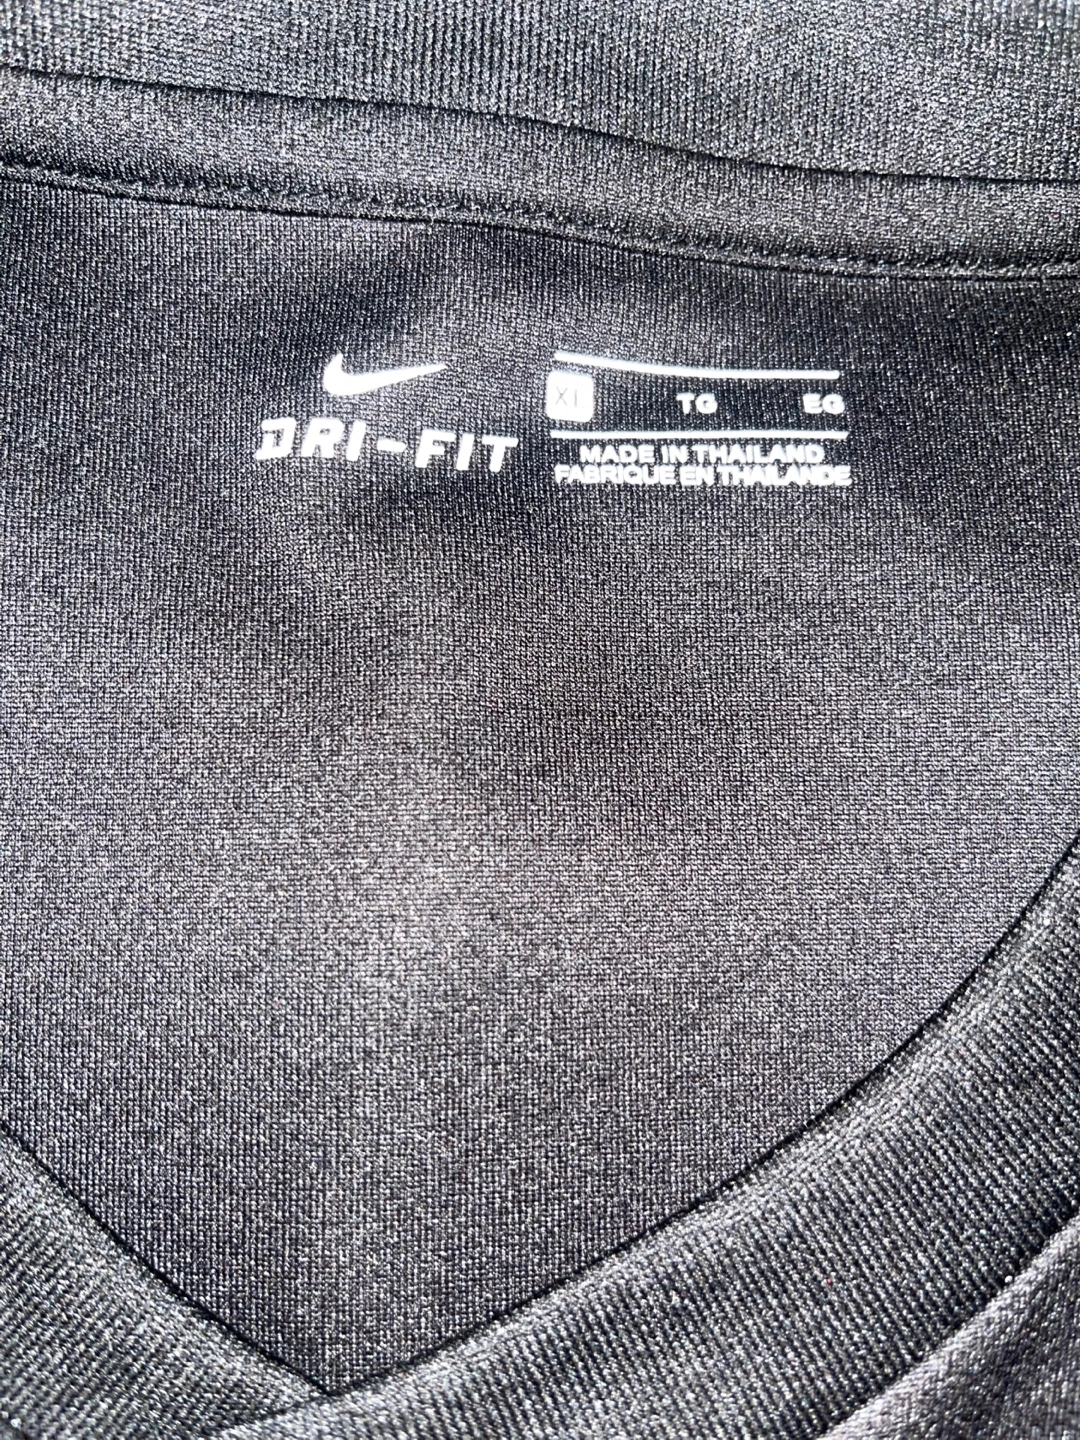 DRI-FIT
XL TG EG
MADE IN THAILAND
FABRIQUE EN THAILANDE